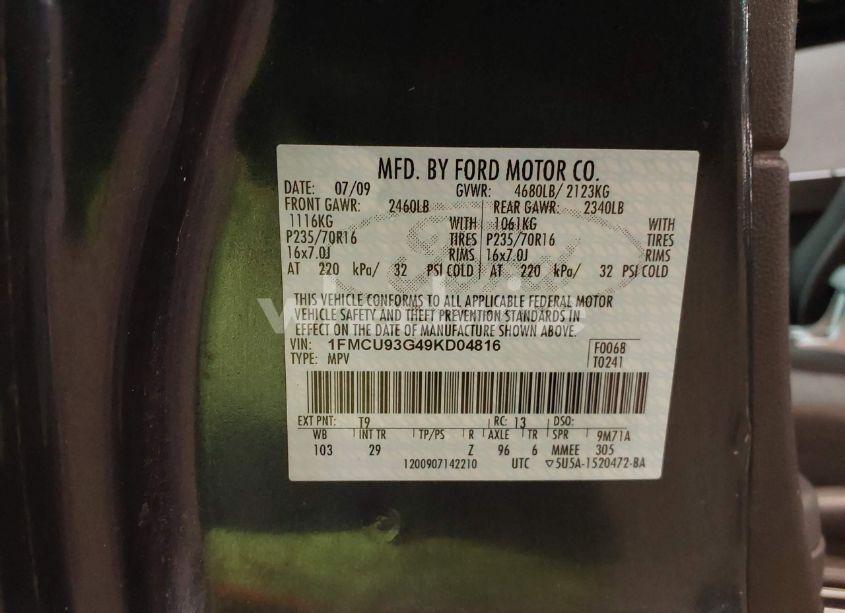 MFD. BY FORD MOTOR CO.
DATE: 07/09 GVWR: 4680LB/ 2123KG
FRONT GAWR: 2460LB REAR GAWR: 2340LB
1116KG WITH 1061KG WITH
P235/70R16 TIRES P235/70R16 TIRES
16x7.0J RIMS 16x7.0J RIMS
AT 220 kPa/ 32 PSI COLD AT 220 kPa/ 32 PSI COLD
Ford
THIS VEHICLE CONFORMS TO ALL APPLICABLE FEDERAL MOTOR
VEHICLE SAFETY AND THEFT PREVENTION STANDARDS IN
EFFECT ON THE DATE OF MANUFACTURE SHOWN ABOVE.
VIN: 1FMCU93G49KD04816 F0068
TYPE: MPV T0241
EXT PNT: T9 RC: 13 DSO:
WB INT TR TP/PS R AXLE TR SPR 9M71A
103 29 Z 96 6 MMEE 305
1200907142210 UTC ▽5U5A-1520472-BA